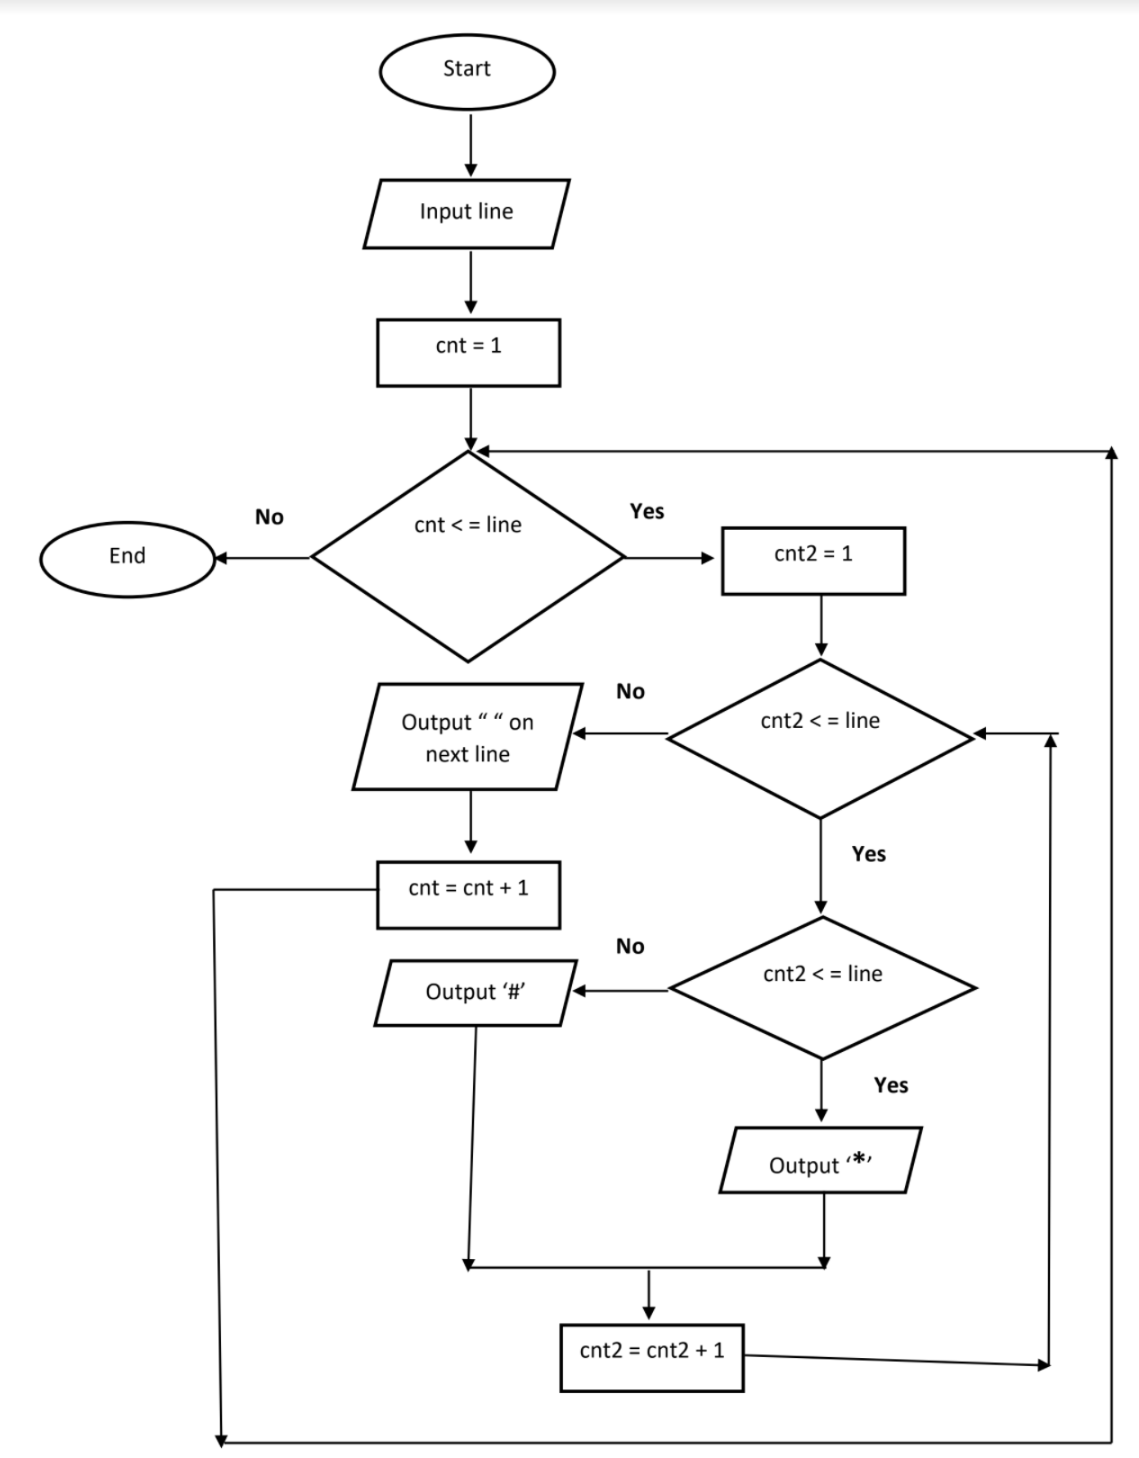 Start
Input line
cnt = 1
cnt < = line
No
Yes
End
cnt2 = 1
cnt2 < = line
No
Output “ “ on
next line
Yes
cnt = cnt + 1
cnt2 < = line
No
Output ‘#’
Yes
Output ‘*’
cnt2 = cnt2 + 1